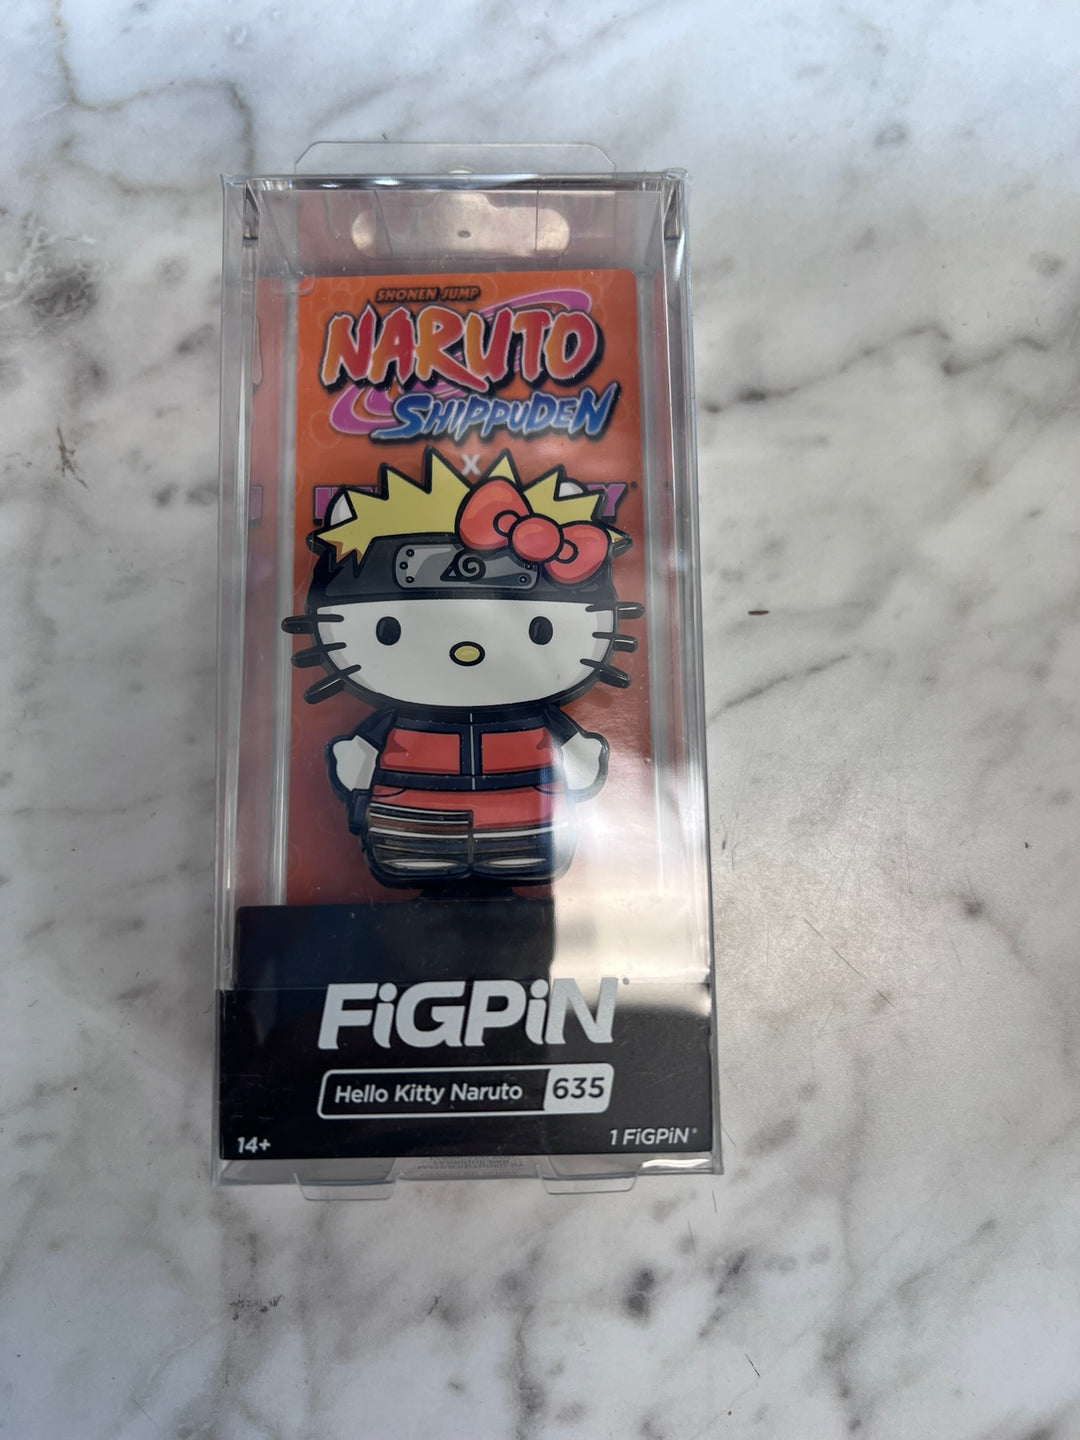 SHONEN JUMP
NARUTO
SHIPPUDEN
X
FiGPiN
Hello Kitty Naruto 635
14+
1 FiGPiN®